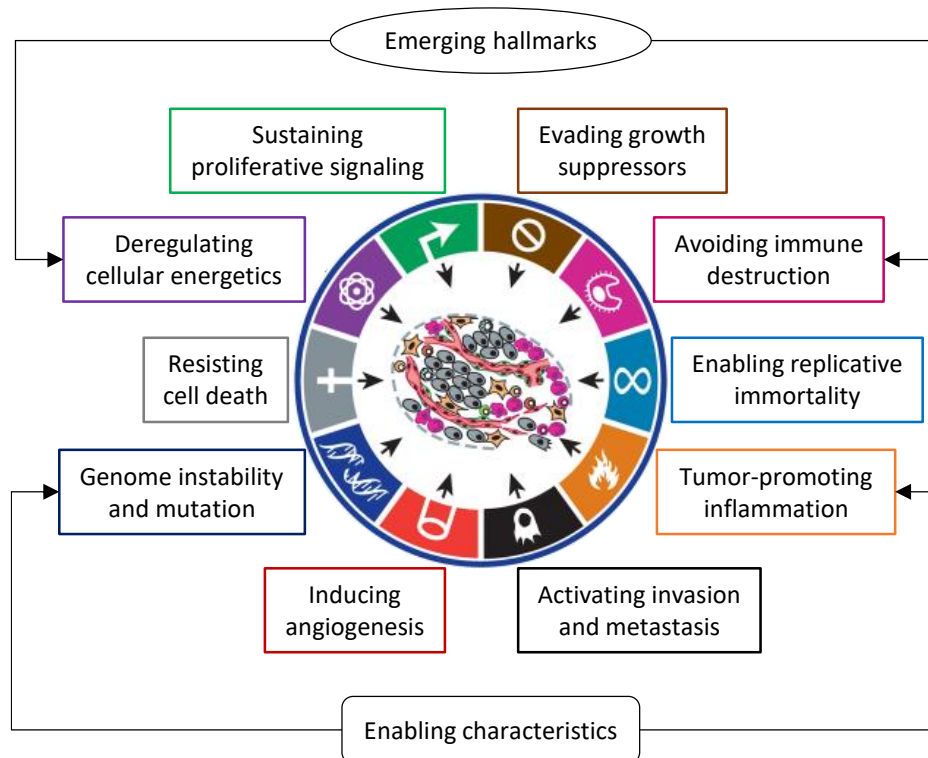 Emerging hallmarks
Sustaining
proliferative signaling
Evading growth
suppressors
Deregulating
cellular energetics
Avoiding immune
destruction
Resisting
cell death
Enabling replicative
immortality
Genome instability
and mutation
Tumor-promoting
inflammation
Inducing
angiogenesis
Activating invasion
and metastasis
Enabling characteristics